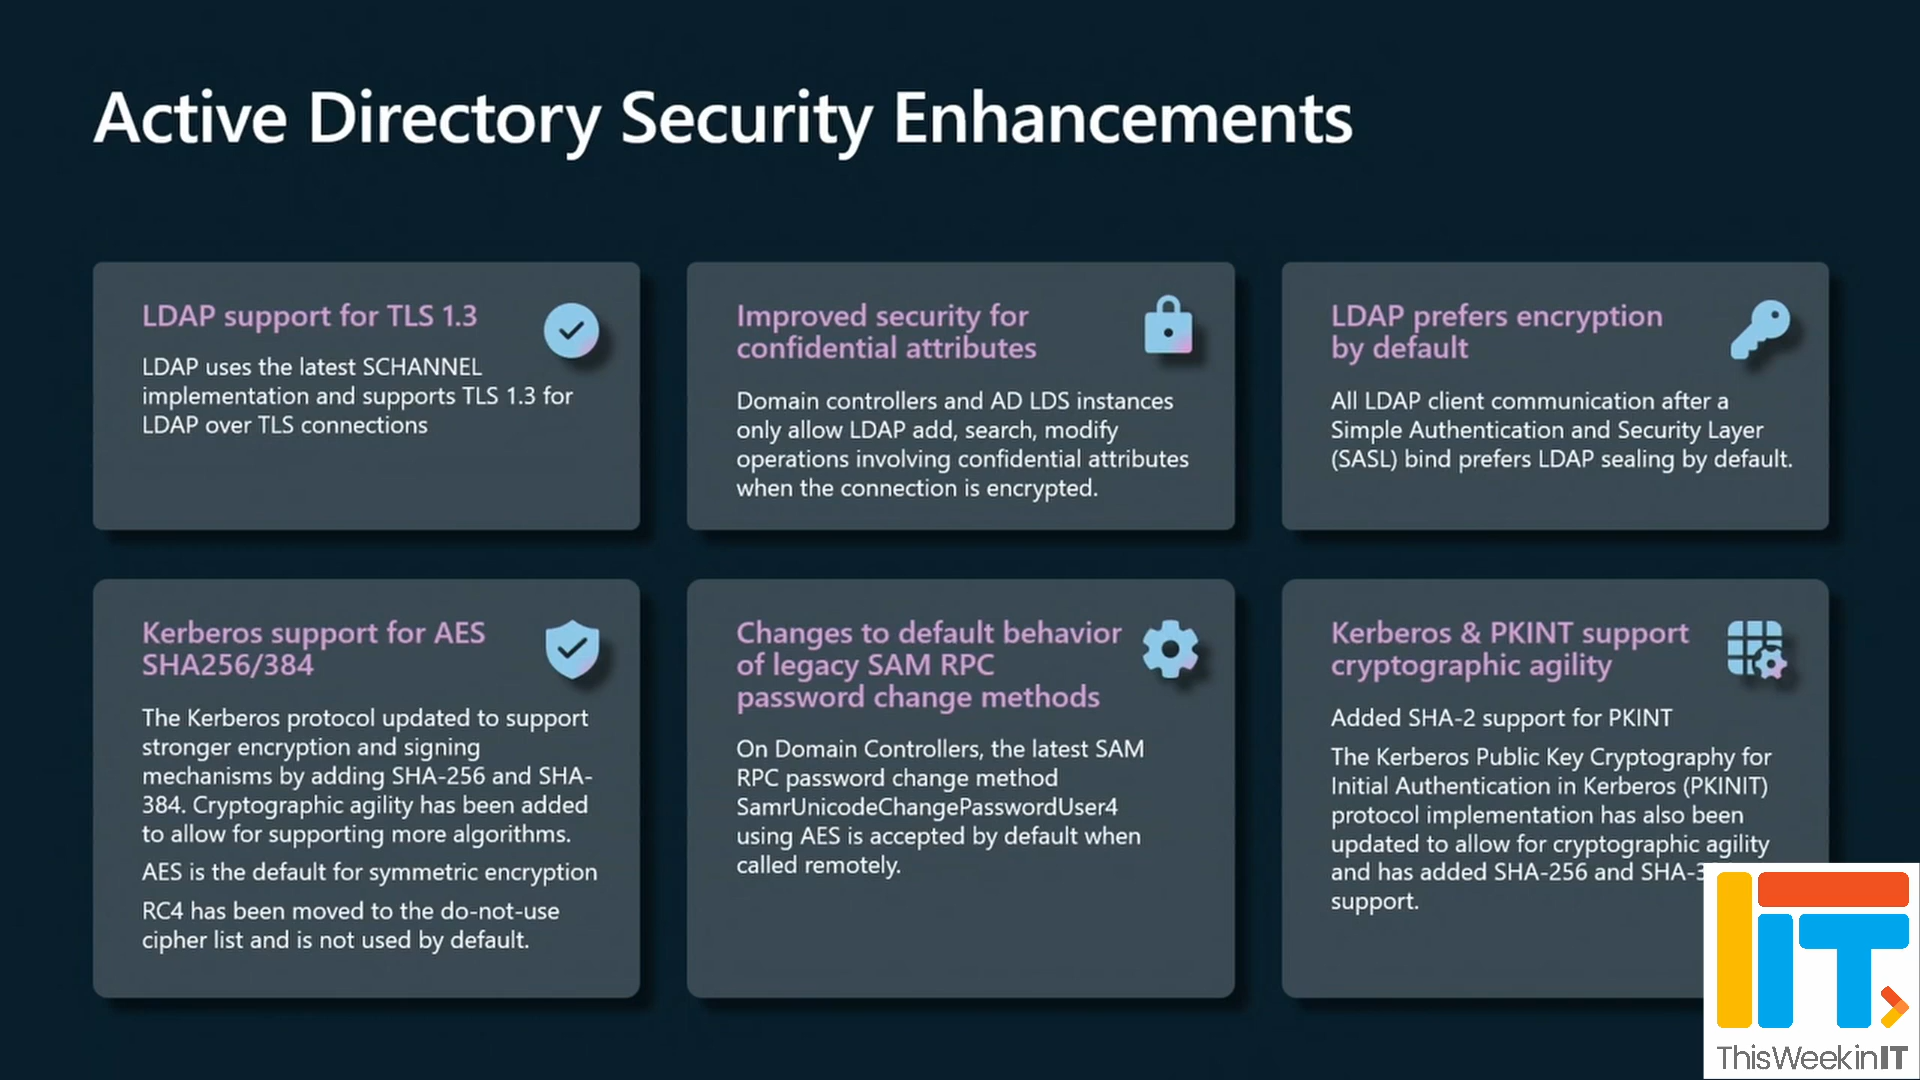 Active Directory Security Enhancements
LDAP support for TLS 1.3
LDAP uses the latest SCHANNEL
implementation and supports TLS 1.3 for
LDAP over TLS connections
Improved security for
confidential attributes
Domain controllers and AD LDS instances
only allow LDAP add, search, modify
operations involving confidential attributes
when the connection is encrypted.
LDAP prefers encryption
by default
All LDAP client communication after a
Simple Authentication and Security Layer
(SASL) bind prefers LDAP sealing by default.
Kerberos support for AES
SHA256/384
The Kerberos protocol updated to support
stronger encryption and signing
mechanisms by adding SHA-256 and SHA-
384. Cryptographic agility has been added
to allow for supporting more algorithms.
AES is the default for symmetric encryption
RC4 has been moved to the do-not-use
cipher list and is not used by default.
Changes to default behavior
of legacy SAM RPC
password change methods
On Domain Controllers, the latest SAM
RPC password change method
SamrUnicodeChangePasswordUser4
using AES is accepted by default when
called remotely.
Kerberos & PKINT support
cryptographic agility
Added SHA-2 support for PKINT
The Kerberos Public Key Cryptography for
Initial Authentication in Kerberos (PKINIT)
protocol implementation has also been
updated to allow for cryptographic agility
and has added SHA-256 and
support.
IT
ThisWeekinIT